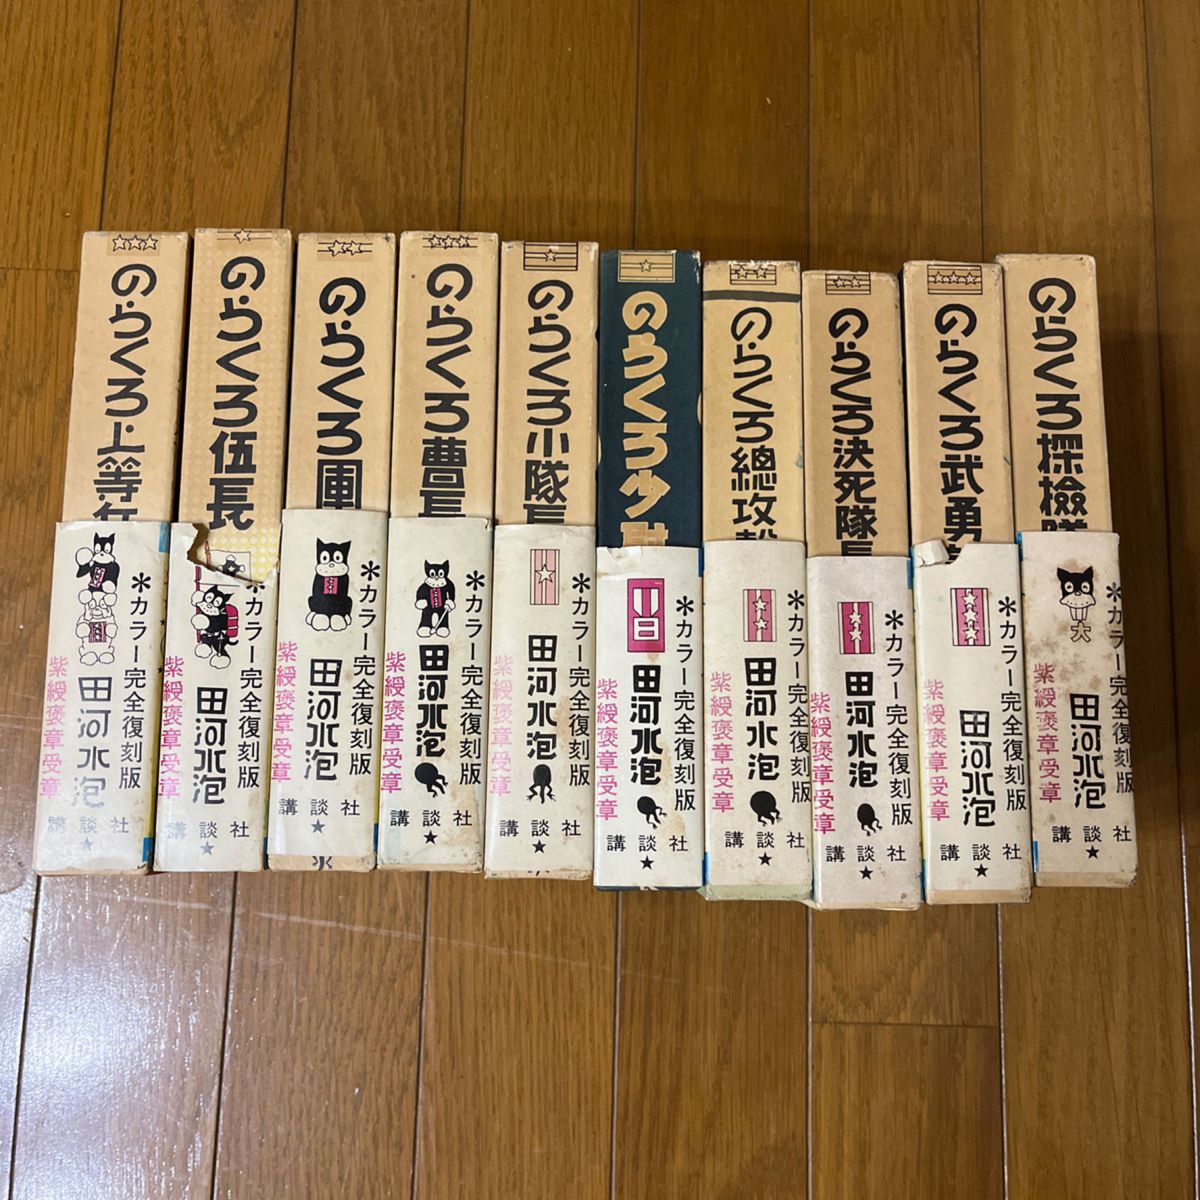 のらくろ上等
*カラー完全復刻版
田河水泡
紫綬褒章受章
講談社
のらくろ伍長
カラー完全復刻版
田河水泡
紫綬褒章受章
講談社
のらくろ
*カラー完全復刻版
田河水泡
講談社
のらくろ曹長
*カラー完全復刻版
田河水泡
紫綬褒章受章
講談社
のらくろ小隊長
*カラー完全復刻版
田河水泡
紫綬褒章受章
講談社
のらくろ少
*カラー完全復刻版
田河水泡
紫綬褒章受章
講談社
のらくろ總攻
*カラー完全復刻版
田河水泡
紫綬褒章受章
講談社
のらくろ決死隊長
*カラー完全復刻版
田河水泡
紫綬褒章受章
講談社
のらくろ武勇
*カラー完全復刻版
田河水泡
紫綬褒章受章
講談社
のらくろ探檢隊
*カラー完全復刻版
田河水泡
紫綬褒章受章
講談社